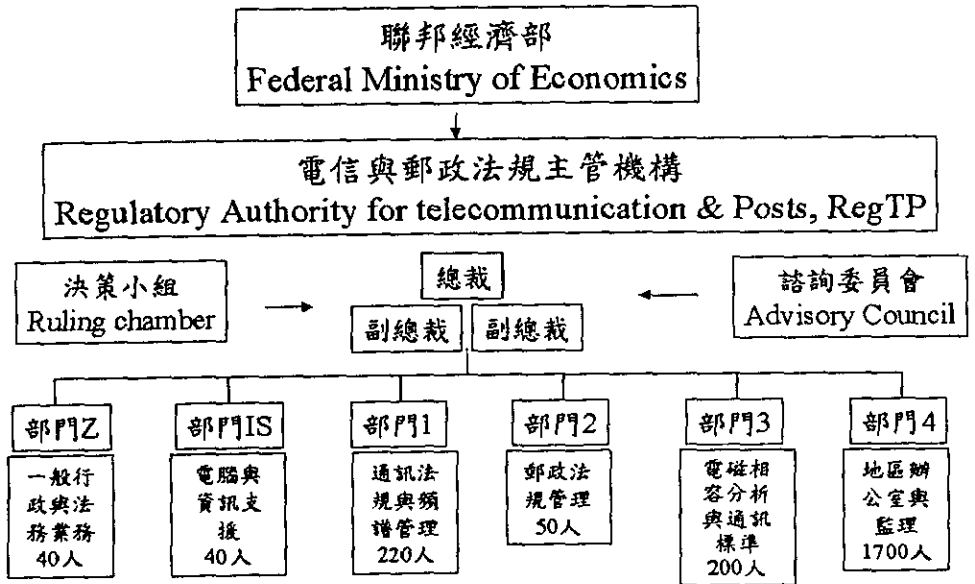 聯邦經濟部
Federal Ministry of Economics
電信與郵政法規主管機構
Regulatory Authority for telecommunication & Posts, RegTP
決策小組
Ruling chamber
總裁
副總裁
副總裁
諮詢委員會
Advisory Council
部門Z
一般行
政與法
務業務
40人
部門IS
電腦與
資訊支
援
40人
部門1
通訊法
規與頻
譜管理
220人
部門2
郵政法
規管理
50人
部門3
電磁相
容分析
與通訊
標準
200人
部門4
地區辦
公室與
監理
1700人